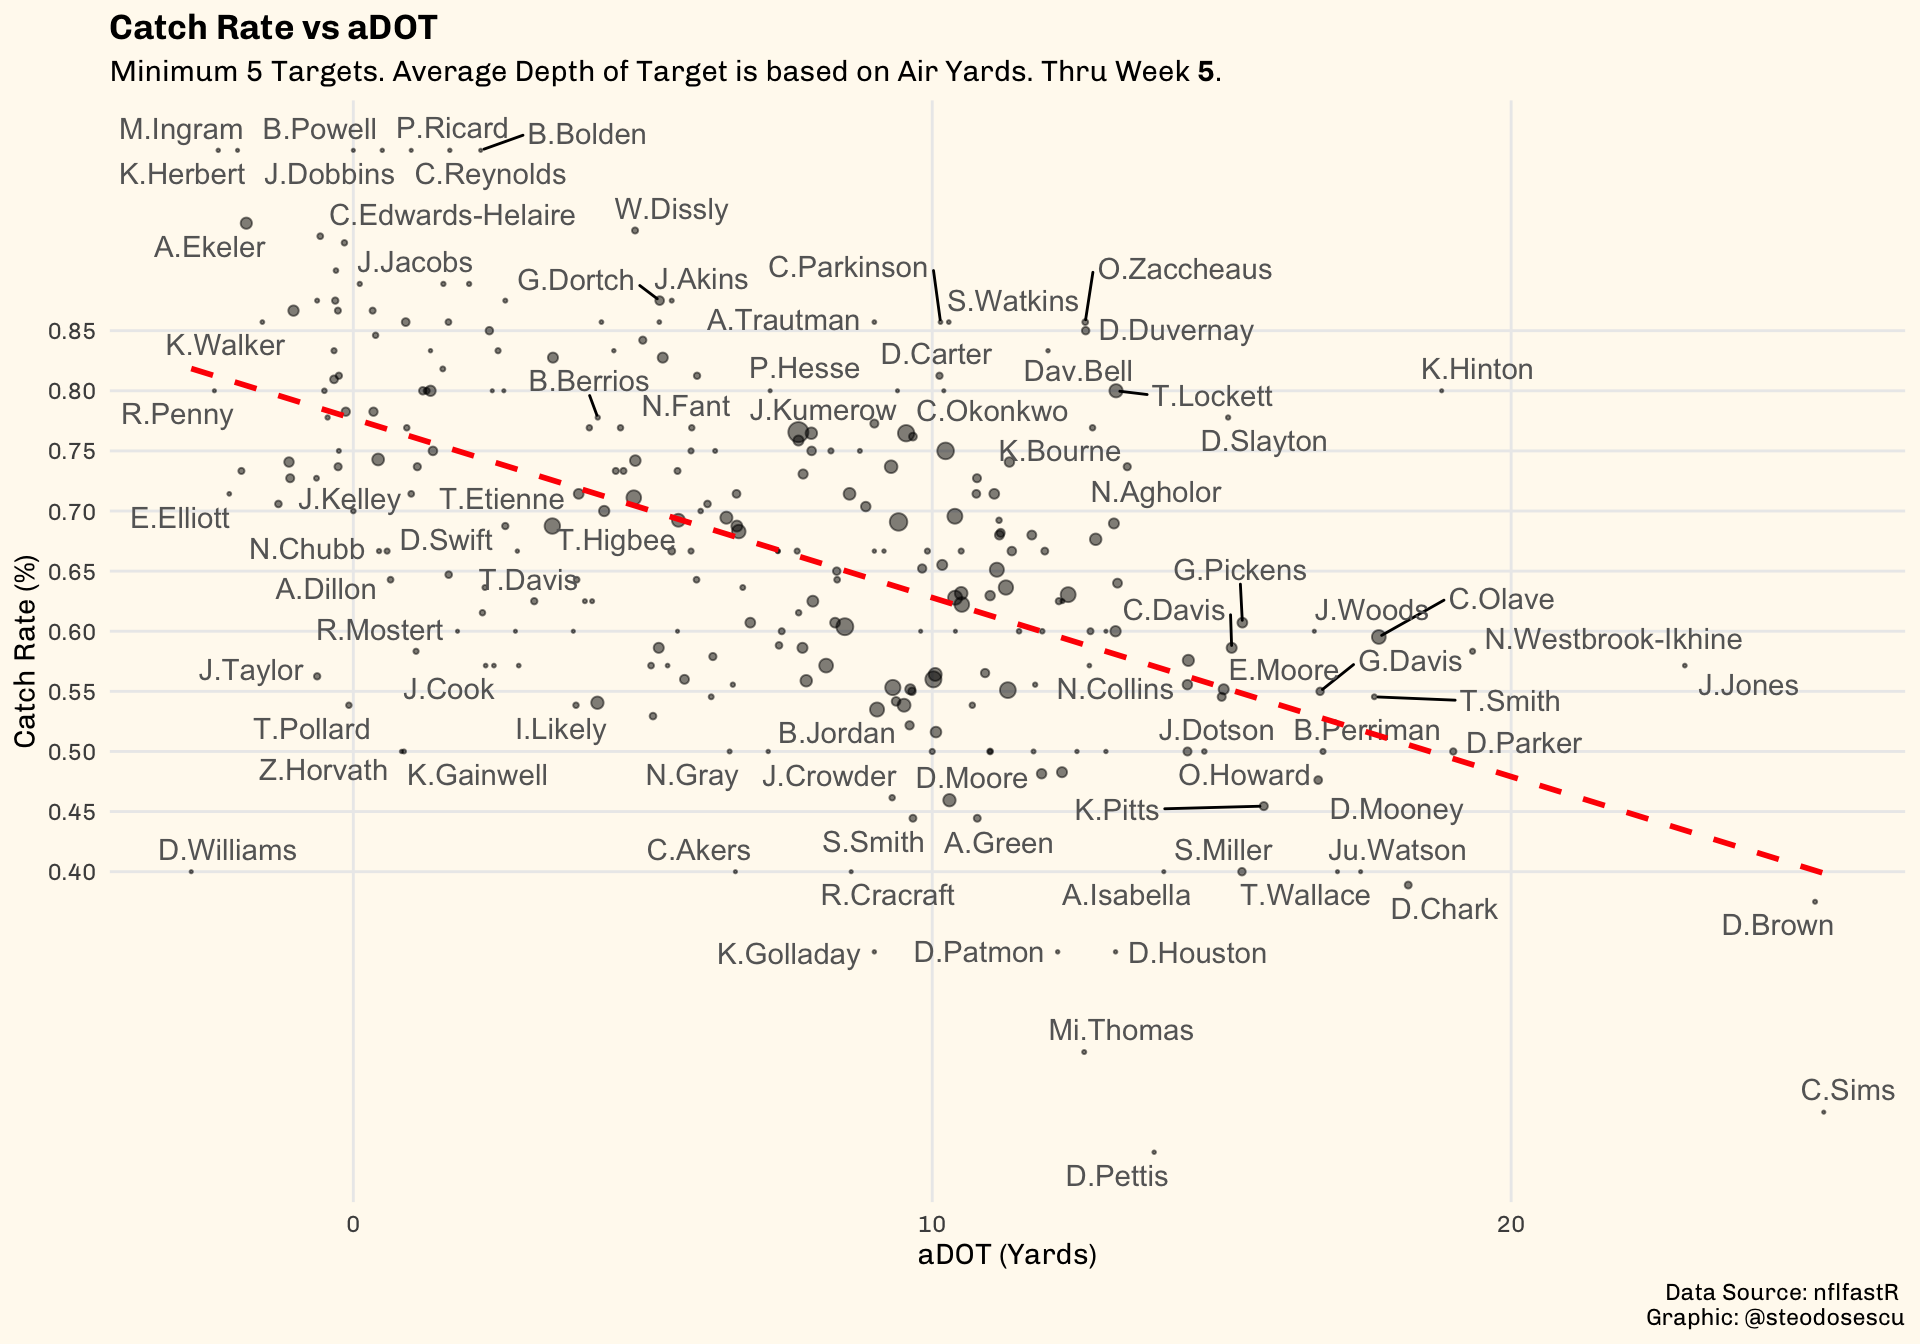 Catch Rate vs aDOT
Minimum 5 Targets. Average Depth of Target is based on Air Yards. Thru Week 5.
M.Ingram B.Powell P.Ricard B.Bolden
K.Herbert J.Dobbins C.Reynolds
C.Edwards-Helaire W.Dissly
A.Ekeler
J.Jacobs G.Dortch J.Akins C.Parkinson O.Zaccheaus
S.Watkins
A.Trautman
0.85 D.Duvernay
K.Walker D.Carter
P.Hesse Dav.Bell K.Hinton
B.Berrios
0.80 T.Lockett
R.Penny N.Fant J.Kumerow C.Okonkwo
D.Slayton
0.75 K.Bourne
J.Kelley T.Etienne N.Agholor
0.70
E.Elliott
N.Chubb D.Swift T.Higbee
0.65 G.Pickens
A.Dillon T.Davis
C.Davis J.Woods C.Olave
0.60 R.Mostert N.Westbrook-Ikhine
J.Taylor E.Moore G.Davis
0.55 J.Cook N.Collins T.Smith J.Jones
T.Pollard I.Likely B.Jordan J.Dotson B.Perriman
0.50 D.Parker
Z.Horvath K.Gainwell N.Gray J.Crowder D.Moore O.Howard
0.45 K.Pitts D.Mooney
S.Smith A.Green
D.Williams C.Akers S.Miller Ju.Watson
0.40
R.Cracraft A.Isabella T.Wallace D.Chark
D.Brown
K.Golladay D.Patmon D.Houston
Mi.Thomas
C.Sims
D.Pettis
Catch Rate (%)
0 10 20
aDOT (Yards)
Data Source: nflfastR
Graphic: @steodosescu